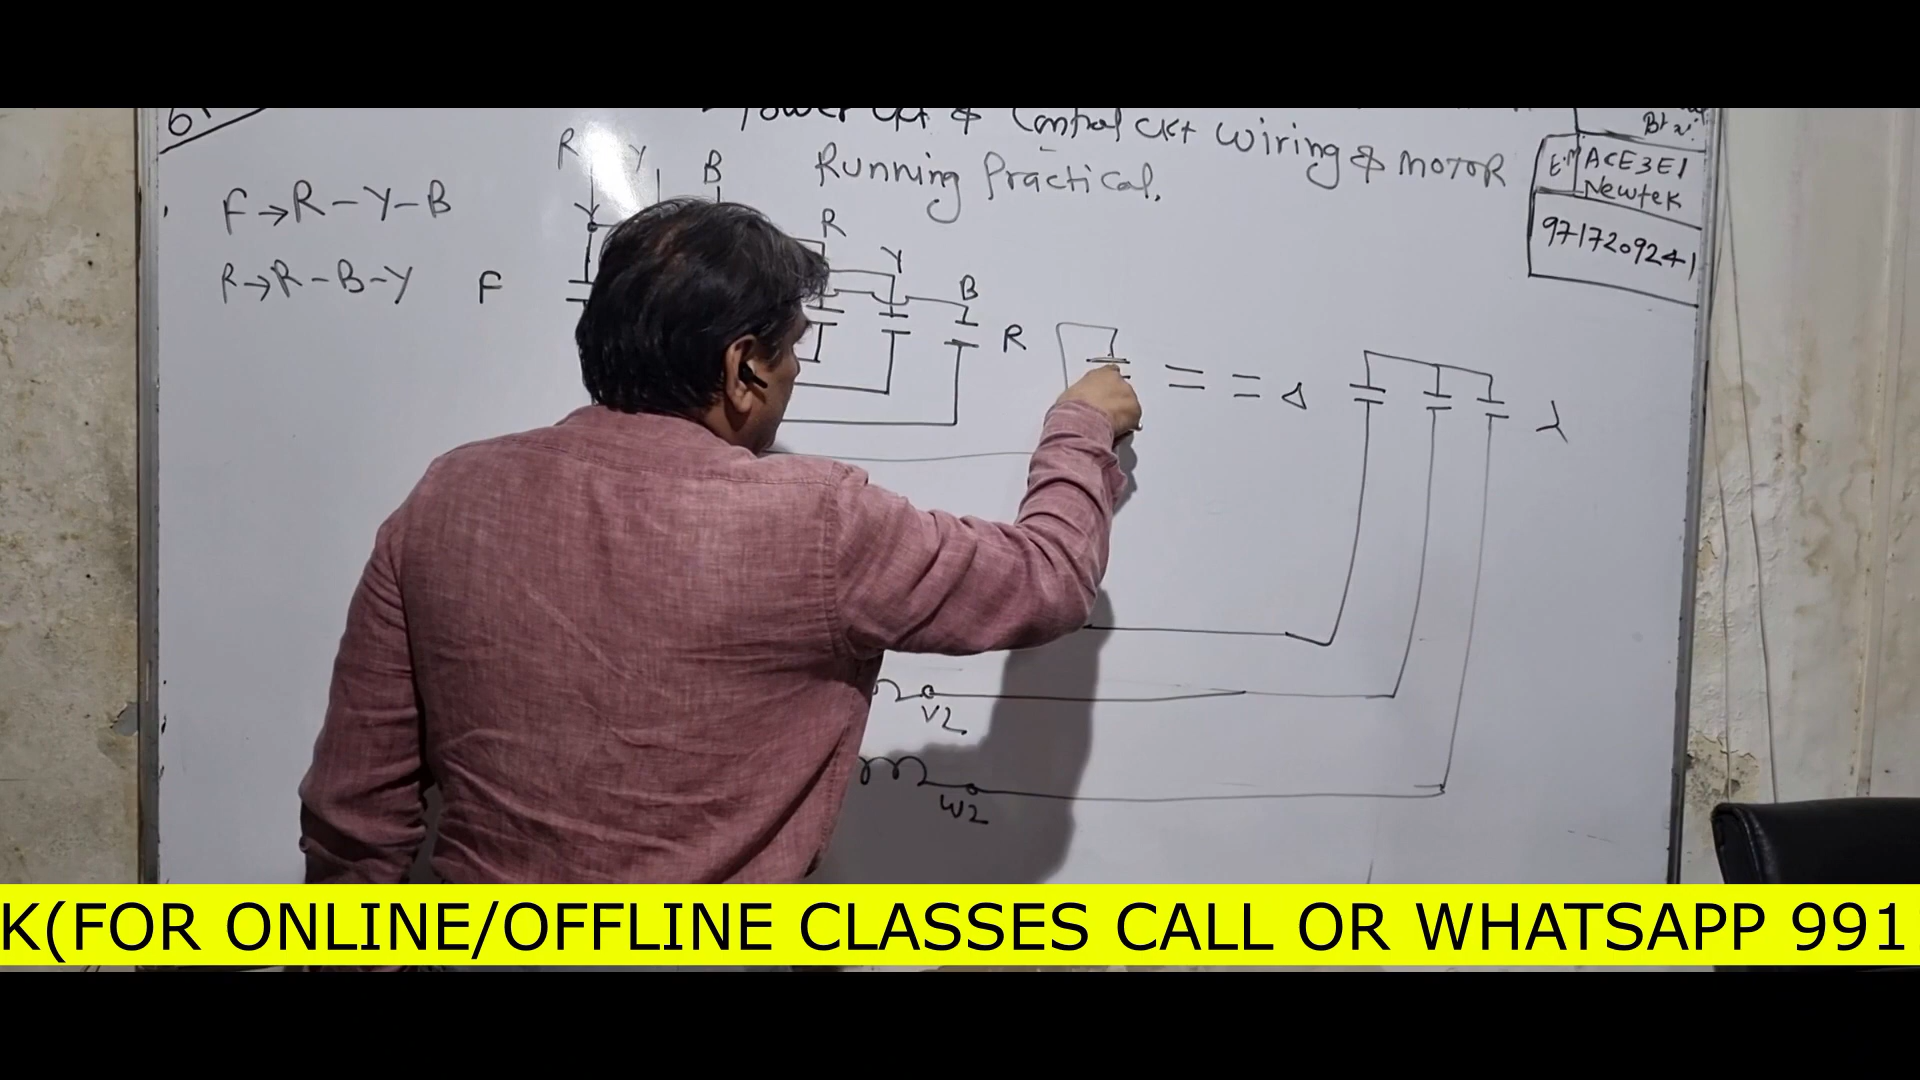 Power Ckt & Control Ckt Wiring & MOTOR
Running Practical.
E.M
ACE3E1
Newtek
9717209241
F→R-Y-B
R→R-B-Y
R
Y
B
F
R
Y
B
R
Δ
V2
W2
K(FOR ONLINE/OFFLINE CLASSES CALL OR WHATSAPP 991